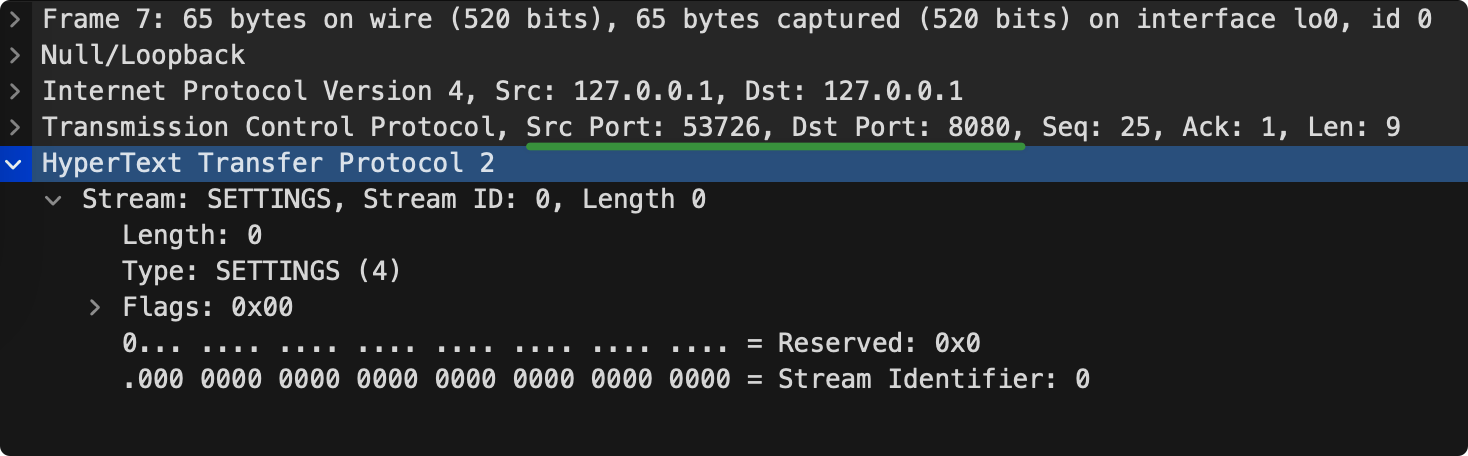 Frame 7: 65 bytes on wire (520 bits), 65 bytes captured (520 bits) on interface lo0, id 0
Null/Loopback
Internet Protocol Version 4, Src: 127.0.0.1, Dst: 127.0.0.1
Transmission Control Protocol, Src Port: 53726, Dst Port: 8080, Seq: 25, Ack: 1, Len: 9
HyperText Transfer Protocol 2
Stream: SETTINGS, Stream ID: 0, Length 0
Length: 0
Type: SETTINGS (4)
Flags: 0x00
0... .... .... .... .... .... .... .... = Reserved: 0x0
.000 0000 0000 0000 0000 0000 0000 0000 = Stream Identifier: 0